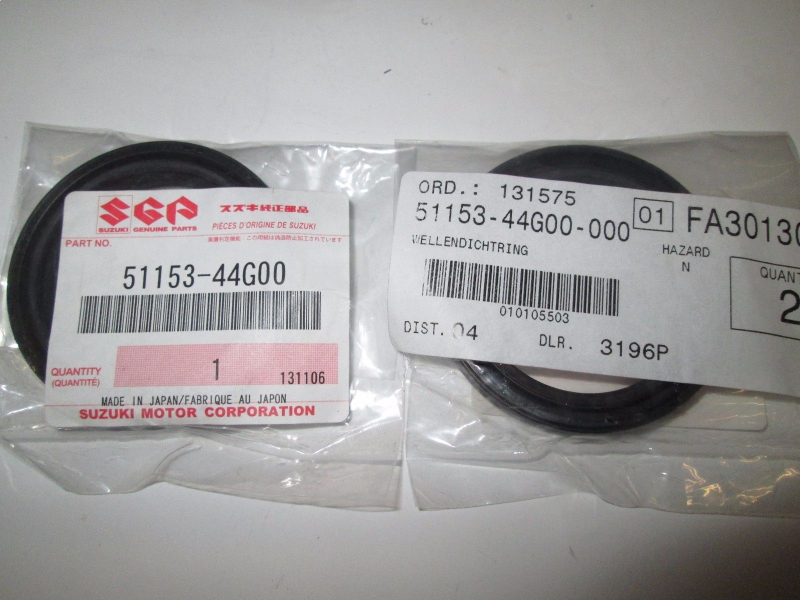 SGP
SUZUKI GENUINE PARTS
スズキ純正部品
PIÈCES D'ORIGINE DE SUZUKI
PART NO.
51153-44G00
QUANTITY
(QUANTITÉ)
1
131106
MADE IN JAPAN/FABRIQUE AU JAPON
SUZUKI MOTOR CORPORATION
ORD.: 131575
51153-44G00-000
01
FA30130
WELLENDICHTRING
HAZARD
N
QUANT
2
010105503
DIST. 04
DLR. 3196P